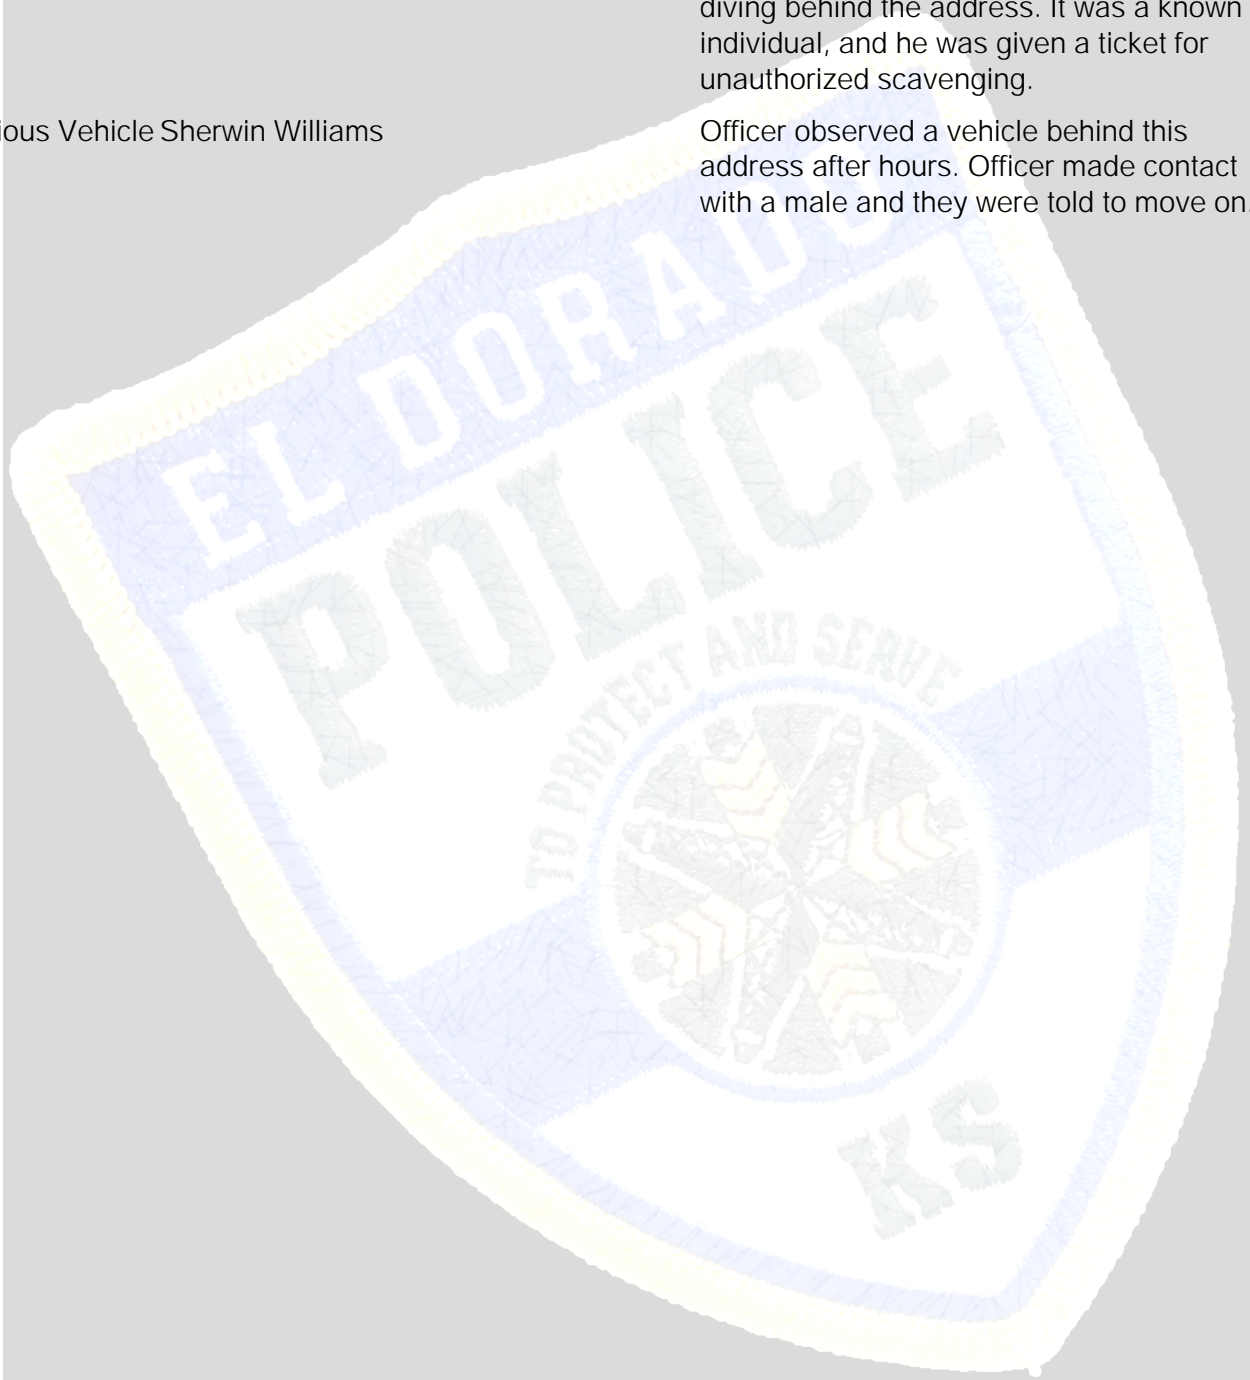 diving behind the address. It was a known
individual, and he was given a ticket for
unauthorized scavenging.
ious Vehicle Sherwin Williams
Officer observed a vehicle behind this
address after hours. Officer made contact
with a male and they were told to move on.
EL DORADO
POLICE
TO PROTECT AND SERVE
KS